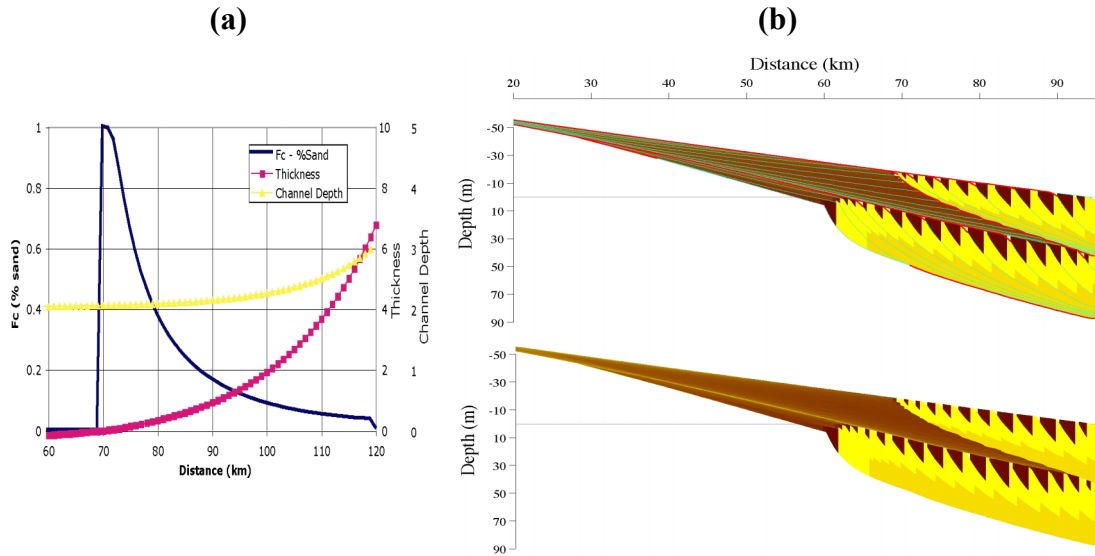 (a)
(b)
1
0.8
0.6
0.4
0.2
0
Fc (% sand)
10
8
6
4
2
0
Thickness
5
4
3
2
1
0
Channel Depth
Fc - %Sand
Thickness
Channel Depth
60 70 80 90 100 110 120
Distance (km)
Distance (km)
20 30 40 50 60 70 80 90
-50
-30
-10
10
30
50
70
90
Depth (m)
-50
-30
-10
10
30
50
70
90
Depth (m)